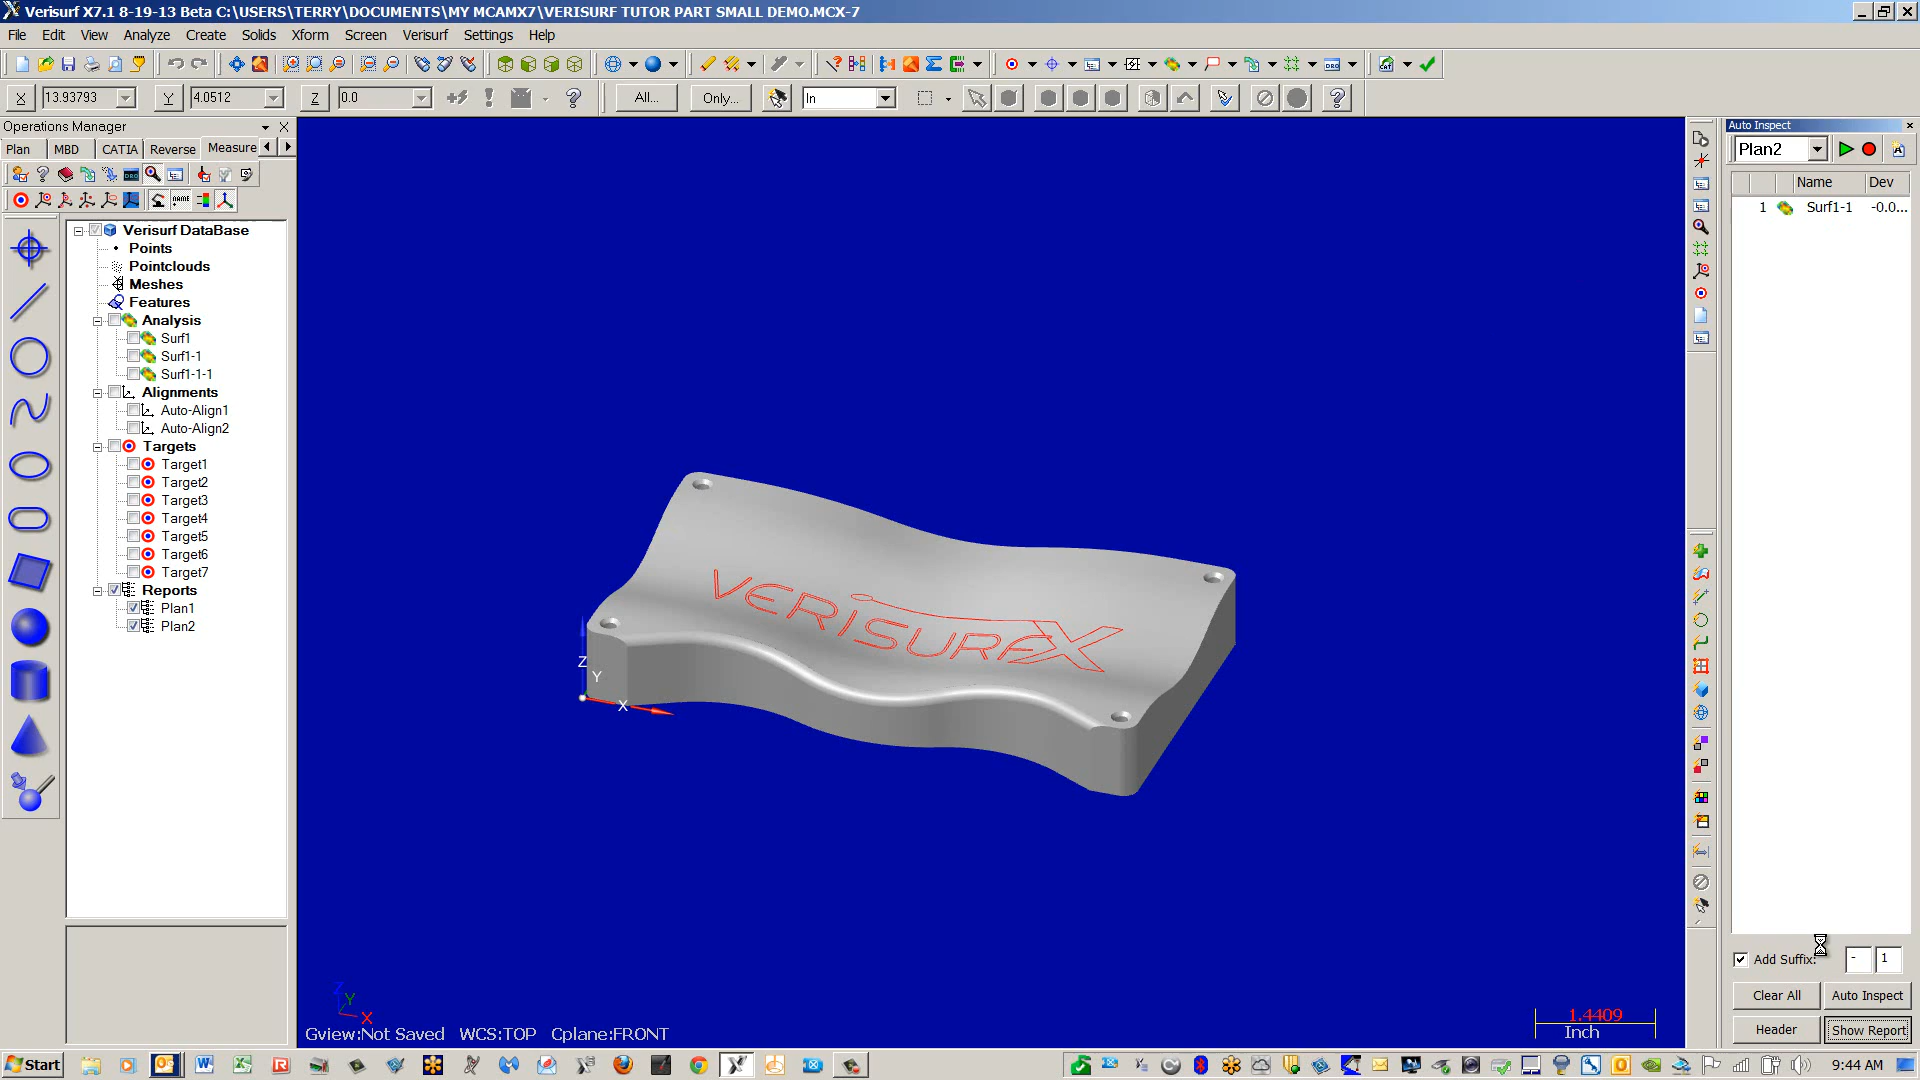 Verisurf X7.1 8-19-13 Beta C:\USERS\TERRY\DOCUMENTS\MY MCAMX7\VERISURF TUTOR PART SMALL DEMO.MCX-7
File Edit View Analyze Create Solids Xform Screen Verisurf Settings Help
X 13.93793 Y 4.0512 Z 0.0 All... Only... In
Operations Manager
Plan MBD CATIA Reverse Measure
Verisurf DataBase
Points
Pointclouds
Meshes
Features
Analysis
Surf1
Surf1-1
Surf1-1-1
Alignments
Auto-Align1
Auto-Align2
Targets
Target1
Target2
Target3
Target4
Target5
Target6
Target7
Reports
Plan1
Plan2
VERISURFX
Z
Y
X
Z
Y
X
Gview:Not Saved WCS:TOP Cplane:FRONT
1.4409
Inch
Auto Inspect
Plan2
Name Dev
1 Surf1-1 -0.0...
Add Suffix: - 1
Clear All Auto Inspect
Header Show Report
Start
9:44 AM